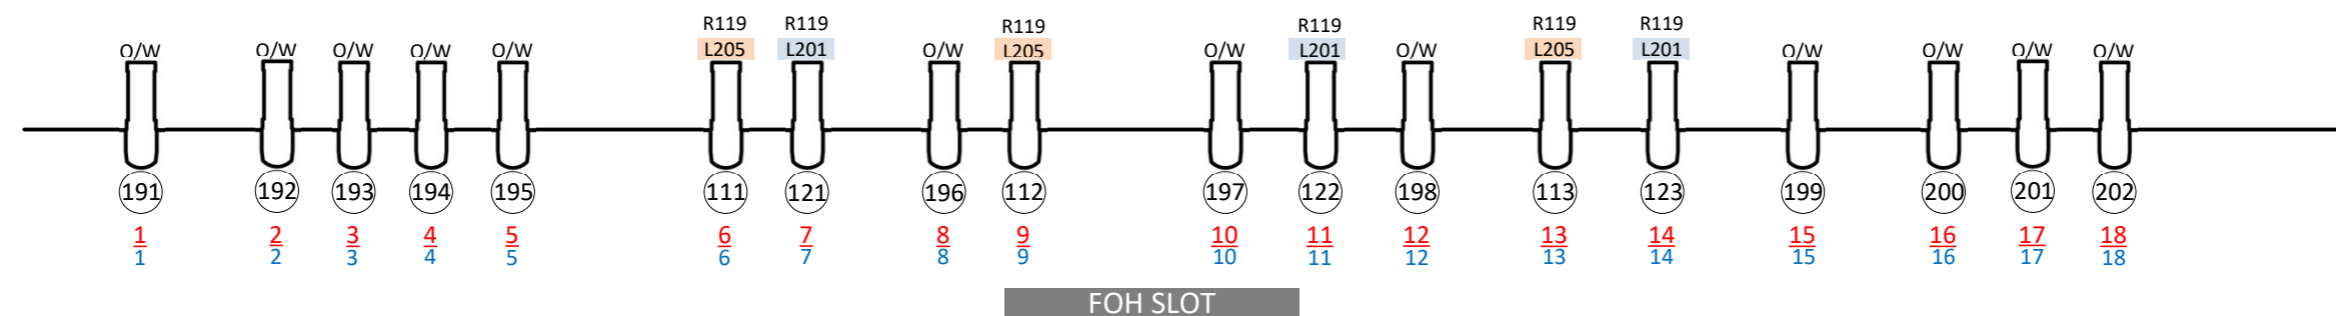 R119 R119 R119 R119 R119 R119
O/W O/W O/W O/W O/W L205 L201 O/W L205 O/W L201 O/W L205 L201 O/W O/W O/W O/W
191 192 193 194 195 111 121 196 112 197 122 198 113 123 199 200 201 202
1 2 3 4 5 6 7 8 9 10 11 12 13 14 15 16 17 18
1 2 3 4 5 6 7 8 9 10 11 12 13 14 15 16 17 18
FOH SLOT